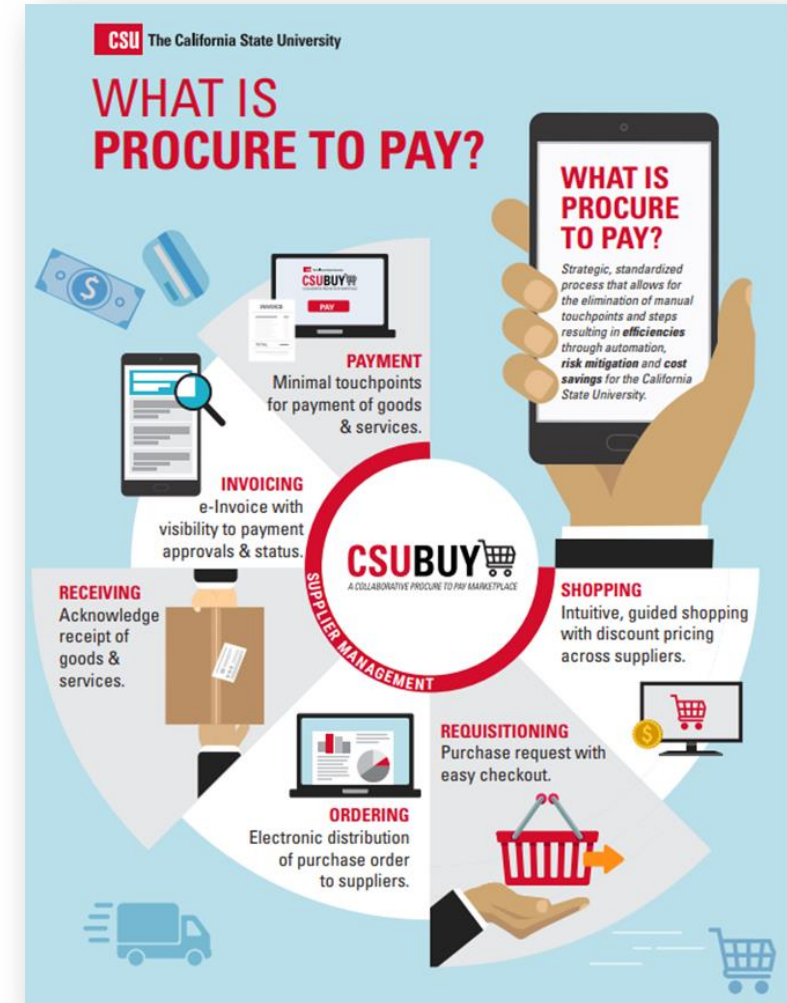 CSU The California State University
WHAT IS
PROCURE TO PAY?
WHAT IS
PROCURE
TO PAY?
Strategic, standardized
process that allows for
the elimination of manual
touchpoints and steps
resulting in efficiencies
through automation,
risk mitigation and cost
savings for the California
State University.
CSUBUY
PAY
INVOICE
TOTAL
$
PAYMENT
Minimal touchpoints
for payment of goods
& services.
INVOICING
e-Invoice with
visibility to payment
approvals & status.
RECEIVING
Acknowledge
receipt of
goods &
services.
CSUBUY
A COLLABORATIVE PROCURE TO PAY MARKETPLACE
SUPPLIER MANAGEMENT
SHOPPING
Intuitive, guided shopping
with discount pricing
across suppliers.
$
REQUISITIONING
Purchase request with
easy checkout.
ORDERING
Electronic distribution
of purchase order
to suppliers.